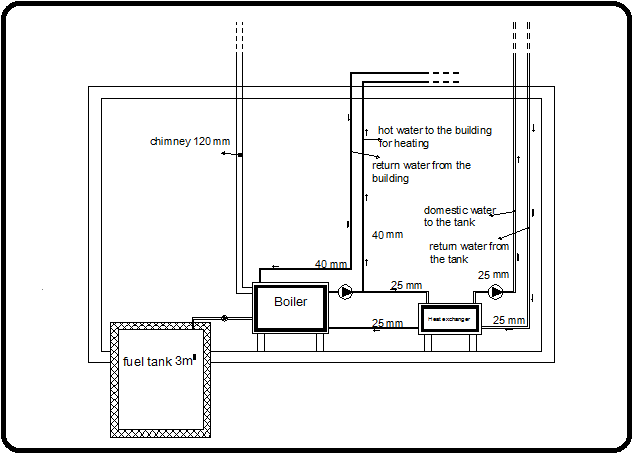 chimney 120 mm
hot water to the building
for heating
return water from the
building
domestic water
to the tank
return water from
the tank
40 mm
40 mm
25 mm
25 mm
25 mm
25 mm
Boiler
Heat exchanger
fuel tank 3m